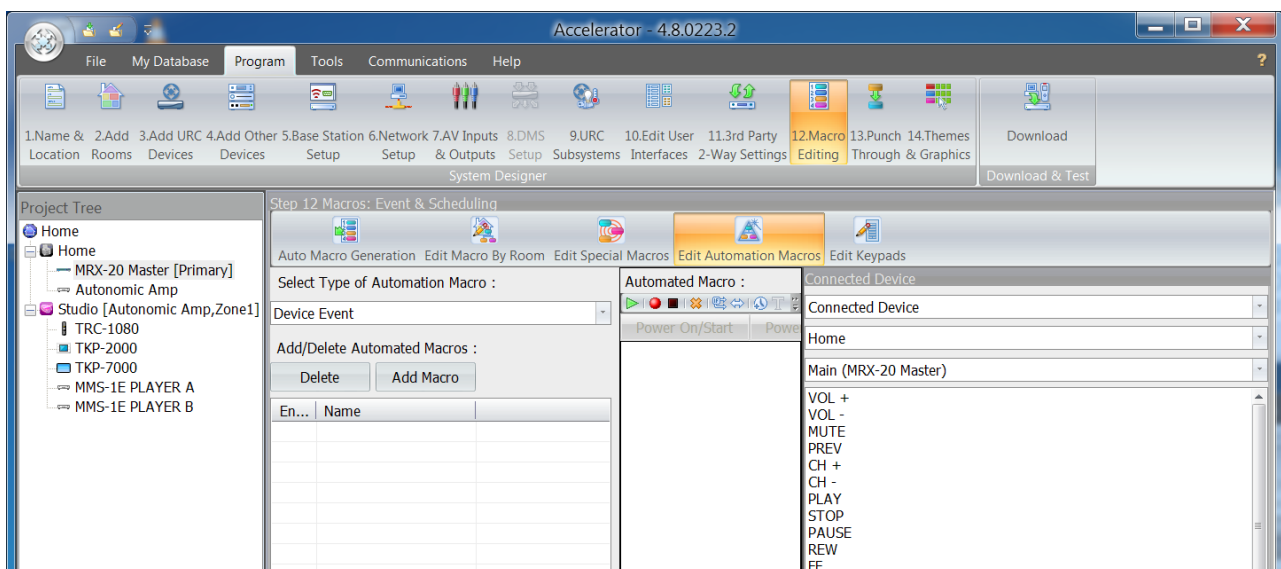 Accelerator - 4.8.0223.2
File My Database Program Tools Communications Help ?
1.Name & Location 2.Add Rooms 3.Add URC Devices 4.Add Other Devices 5.Base Station Setup 6.Network Setup 7.AV Inputs & Outputs 8.DMS Setup 9.URC Subsystems 10.Edit User Interfaces 11.3rd Party 2-Way Settings 12.Macro Editing 13.Punch Through 14.Themes & Graphics Download
System Designer Download & Test
Project Tree
Home
Home
MRX-20 Master [Primary]
Autonomic Amp
Studio [Autonomic Amp,Zone1]
TRC-1080
TKP-2000
TKP-7000
MMS-1E PLAYER A
MMS-1E PLAYER B
Step 12 Macros: Event & Scheduling
Auto Macro Generation Edit Macro By Room Edit Special Macros Edit Automation Macros Edit Keypads
Select Type of Automation Macro :
Device Event
Add/Delete Automated Macros :
Delete Add Macro
En... Name
Automated Macro :
Power On/Start Powe
Connected Device
Connected Device
Home
Main (MRX-20 Master)
VOL +
VOL -
MUTE
PREV
CH +
CH -
PLAY
STOP
PAUSE
REW
FF